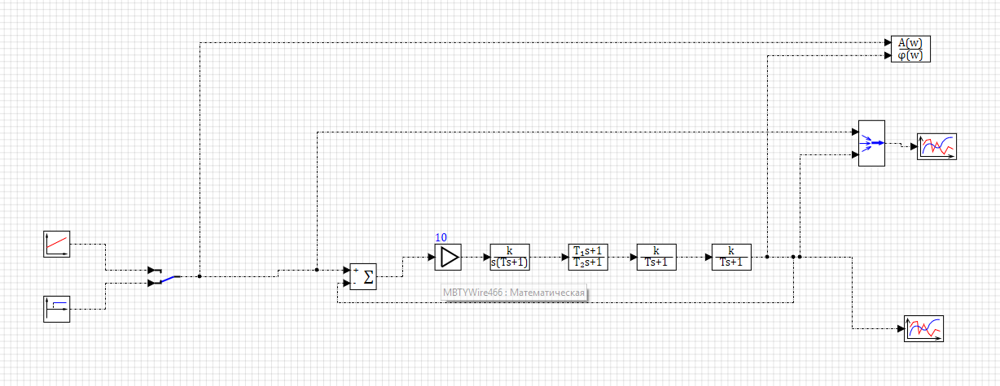 A(w)
φ(w)
10
k
s(Ts+1)
T₁s+1
T₂s+1
k
Ts+1
k
Ts+1
+
Σ
-
MBTYWire466 : Математическая